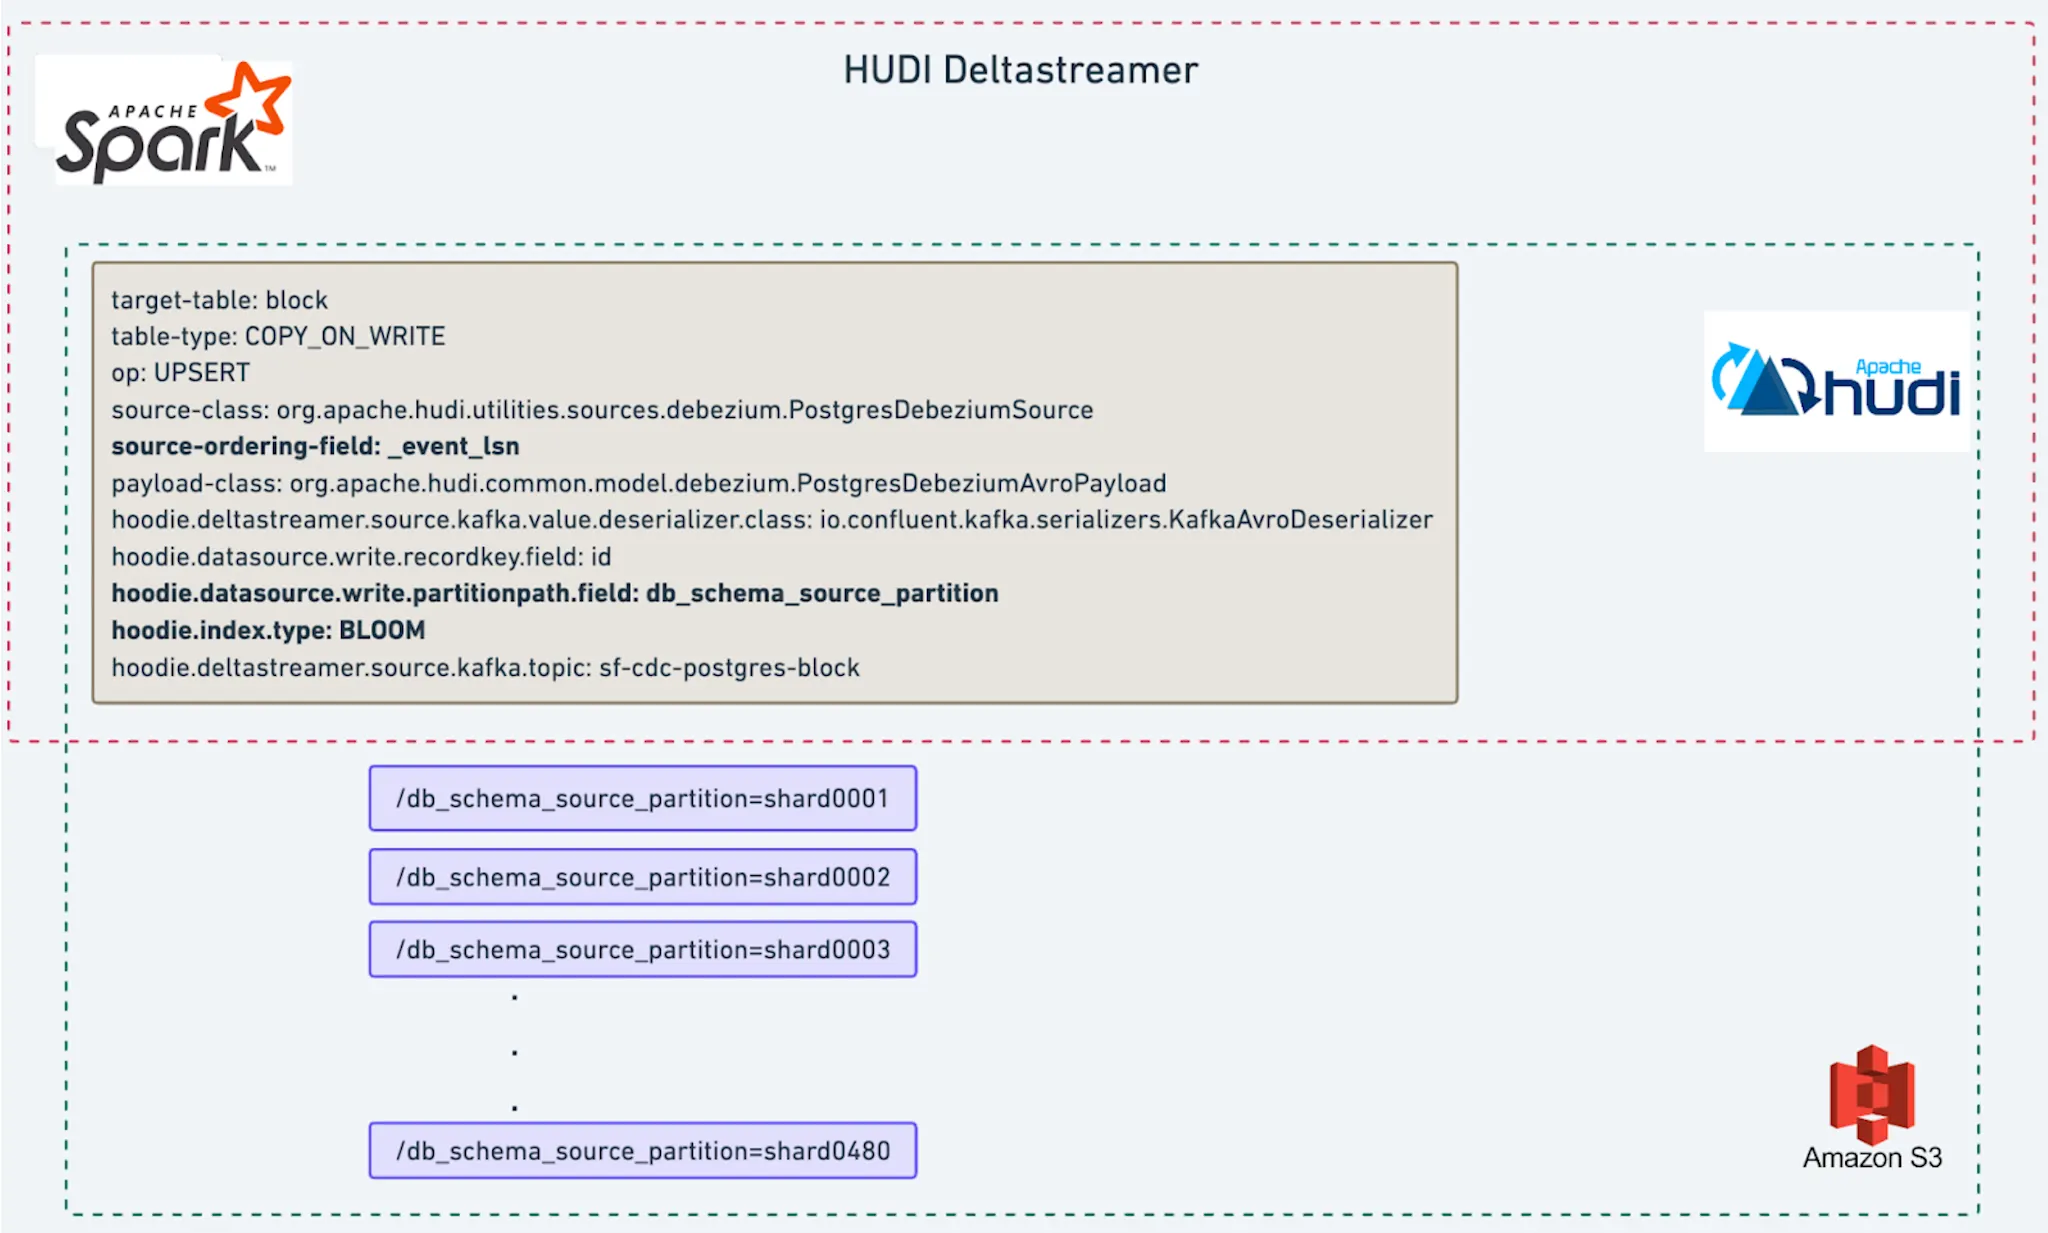 HUDI Deltastreamer
APACHE
Spark™
target-table: block
table-type: COPY_ON_WRITE
op: UPSERT
source-class: org.apache.hudi.utilities.sources.debezium.PostgresDebeziumSource
source-ordering-field: _event_lsn
payload-class: org.apache.hudi.common.model.debezium.PostgresDebeziumAvroPayload
hoodie.deltastreamer.source.kafka.value.deserializer.class: io.confluent.kafka.serializers.KafkaAvroDeserializer
hoodie.datasource.write.recordkey.field: id
hoodie.datasource.write.partitionpath.field: db_schema_source_partition
hoodie.index.type: BLOOM
hoodie.deltastreamer.source.kafka.topic: sf-cdc-postgres-block
Apache
hudi
/db_schema_source_partition=shard0001
/db_schema_source_partition=shard0002
/db_schema_source_partition=shard0003
.
.
.
/db_schema_source_partition=shard0480
Amazon S3